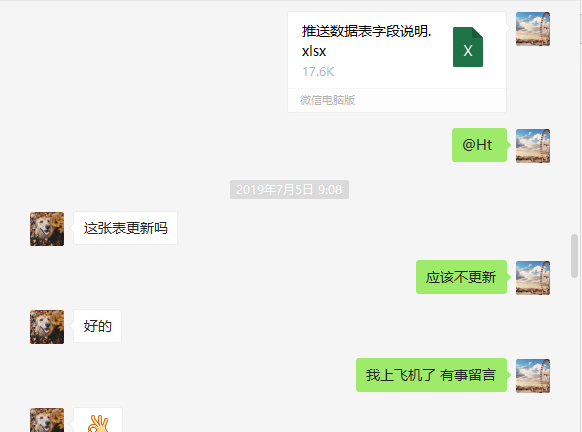 推送数据表字段说明.
xlsx
17.6K
X
微信电脑版
@Ht
2019年7月5日 9:08
这张表更新吗
应该不更新
好的
我上飞机了 有事留言